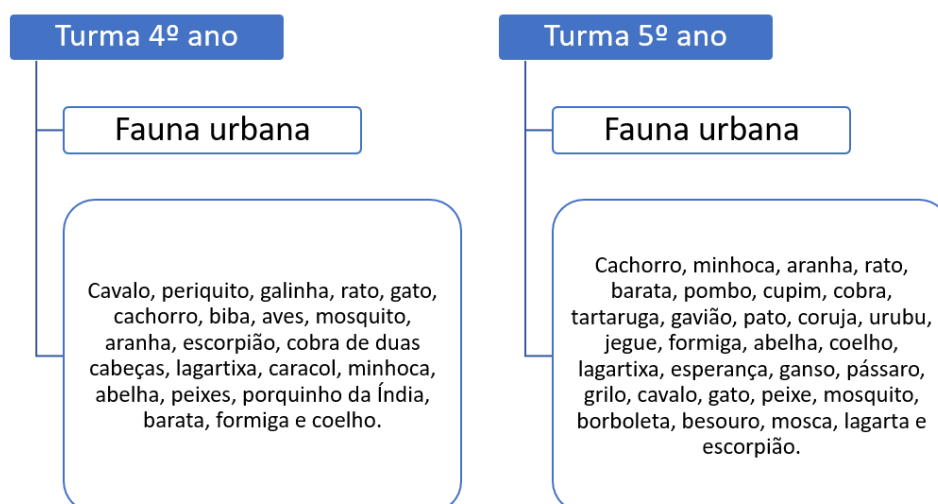 Turma 4º ano
Fauna urbana
Cavalo, periquito, galinha, rato, gato,
cachorro, biba, aves, mosquito,
aranha, escorpião, cobra de duas
cabeças, lagartixa, caracol, minhoca,
abelha, peixes, porquinho da Índia,
barata, formiga e coelho.
Turma 5º ano
Fauna urbana
Cachorro, minhoca, aranha, rato,
barata, pombo, cupim, cobra,
tartaruga, gavião, pato, coruja, urubu,
jegue, formiga, abelha, coelho,
lagartixa, esperança, ganso, pássaro,
grilo, cavalo, gato, peixe, mosquito,
borboleta, besouro, mosca, lagarta e
escorpião.